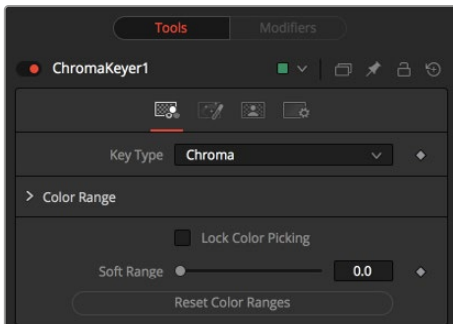 Tools Modifiers
ChromaKeyer1
Key Type Chroma
Color Range
Lock Color Picking
Soft Range 0.0
Reset Color Ranges